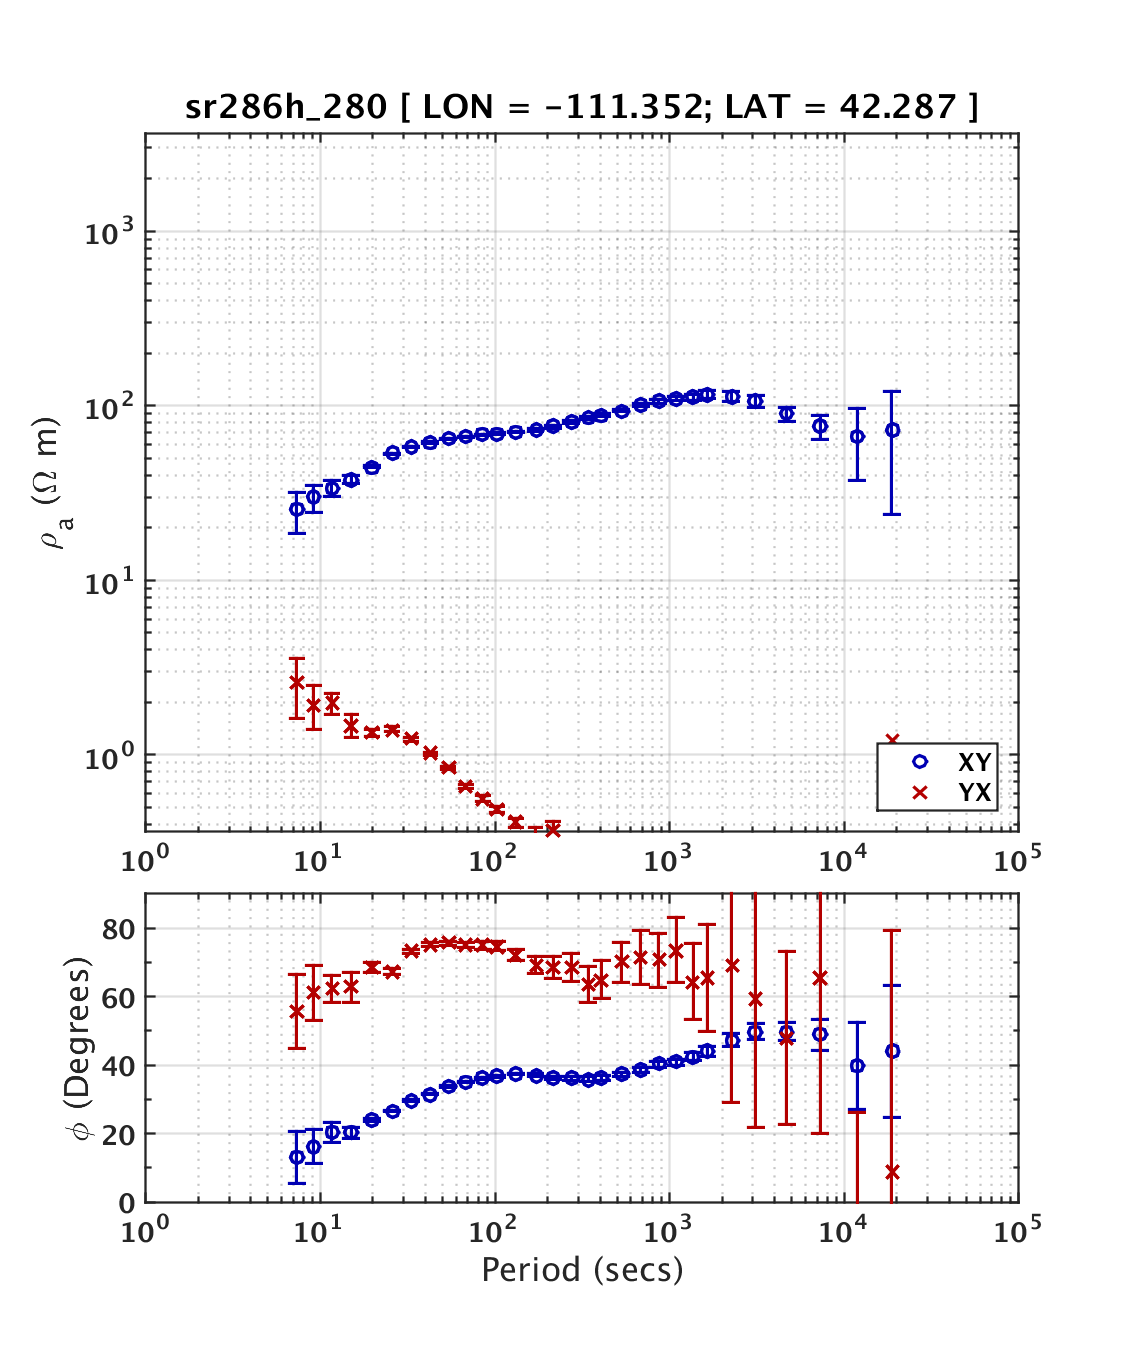 sr286h_280 [ LON = -111.352; LAT = 42.287 ]
10^3
10^2
10^1
10^0
ρ_a (Ω m)
XY
YX
10^0 10^1 10^2 10^3 10^4 10^5
80
60
40
20
0
ϕ (Degrees)
10^0 10^1 10^2 10^3 10^4 10^5
Period (secs)